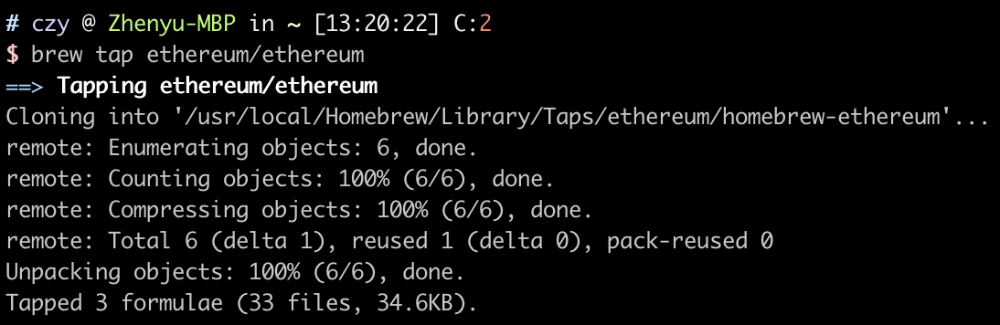 # czy @ Zhenyu-MBP in ~ [13:20:22] C:2
$ brew tap ethereum/ethereum
==> Tapping ethereum/ethereum
Cloning into '/usr/local/Homebrew/Library/Taps/ethereum/homebrew-ethereum'...
remote: Enumerating objects: 6, done.
remote: Counting objects: 100% (6/6), done.
remote: Compressing objects: 100% (6/6), done.
remote: Total 6 (delta 1), reused 1 (delta 0), pack-reused 0
Unpacking objects: 100% (6/6), done.
Tapped 3 formulae (33 files, 34.6KB).